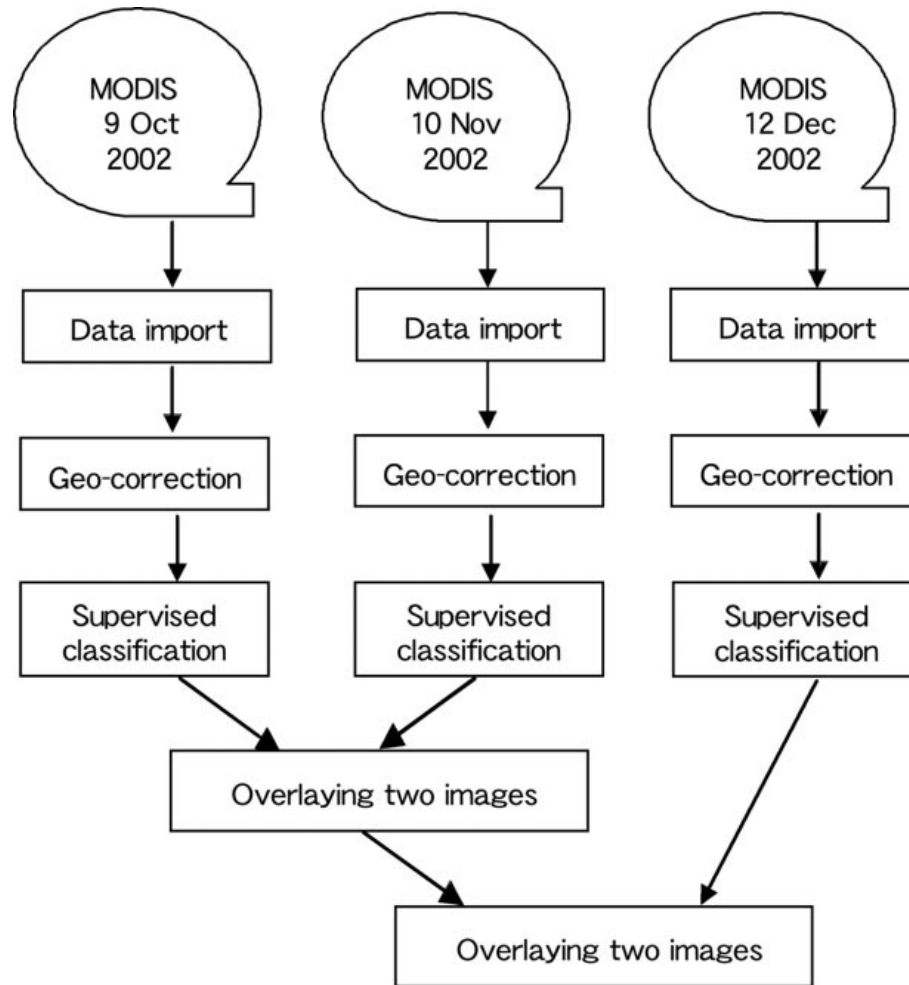 MODIS
9 Oct
2002
MODIS
10 Nov
2002
MODIS
12 Dec
2002
Data import
Data import
Data import
Geo-correction
Geo-correction
Geo-correction
Supervised
classification
Supervised
classification
Supervised
classification
Overlaying two images
Overlaying two images